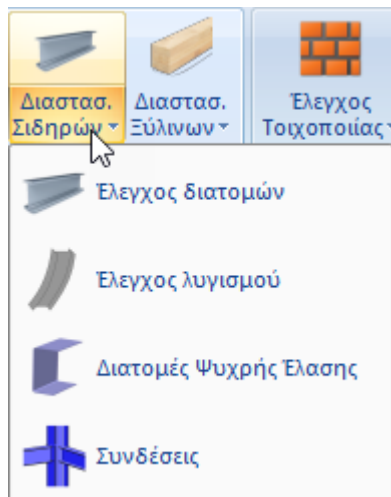 Διαστασ. Διαστασ. Έλεγχος
Σιδηρών Ξύλινων Τοιχοποιίας
Έλεγχος διατομών
Έλεγχος λυγισμού
Διατομές Ψυχρής Έλασης
Συνδέσεις